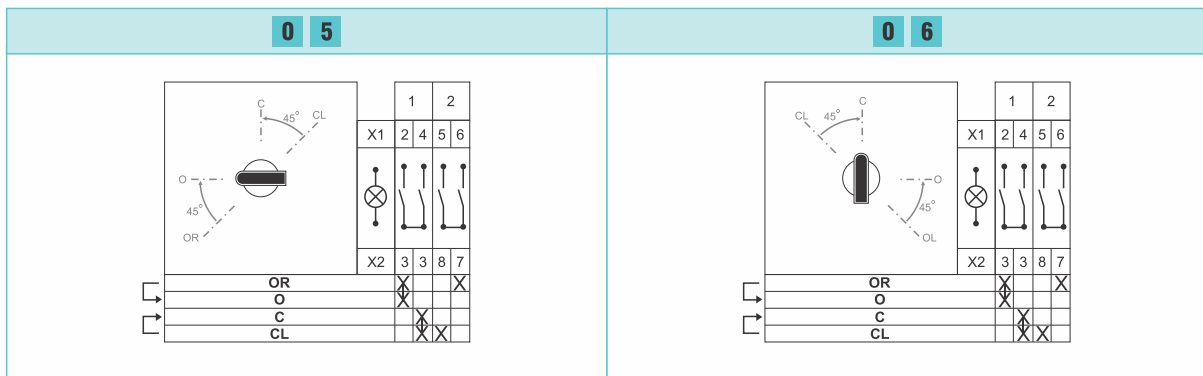 0 5
0 6
1 2
C
45°
CL
X1 2 4 5 6
O
45°
OR
X2 3 3 8 7
OR X X
O X
C X
CL X X
1 2
C
CL
45°
X1 2 4 5 6
O
45°
OL
X2 3 3 8 7
OR X X
O X
C X
CL X X